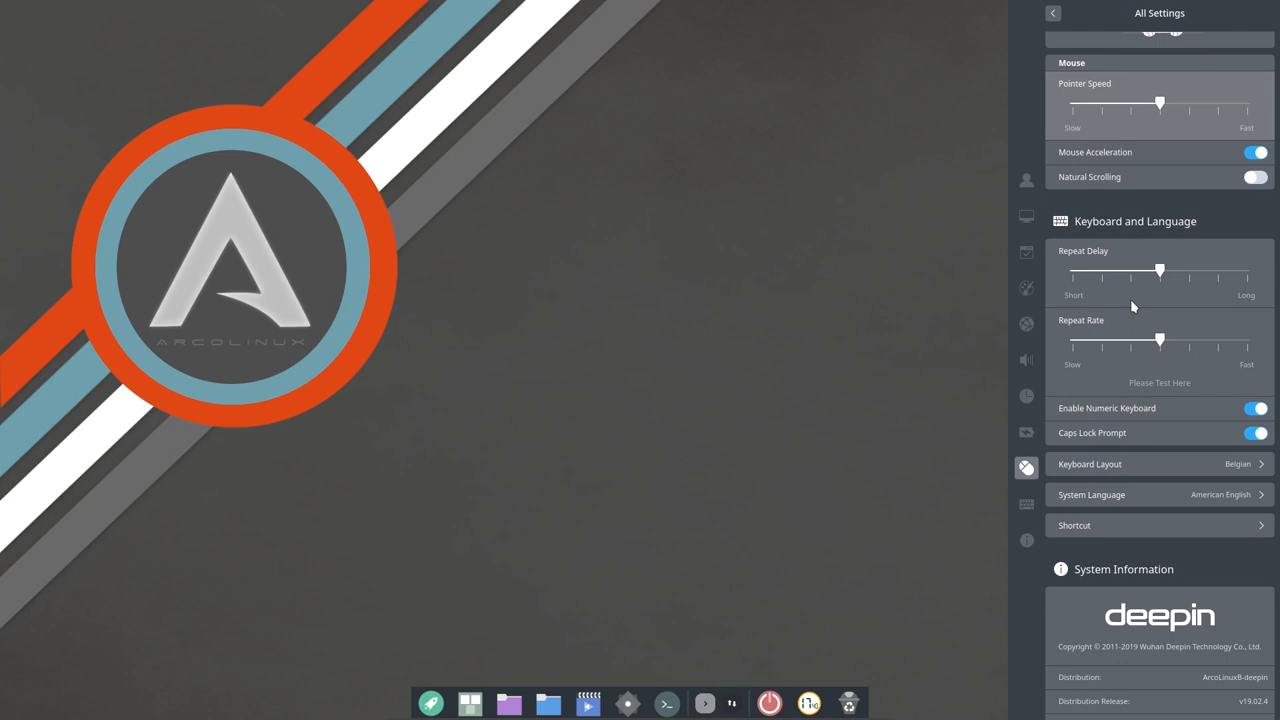 All Settings
Mouse
Pointer Speed
Slow Fast
Mouse Acceleration
Natural Scrolling
Keyboard and Language
Repeat Delay
Short Long
Repeat Rate
Slow Fast
Please Test Here
Enable Numeric Keyboard
Caps Lock Prompt
Keyboard Layout Belgian
System Language American English
Shortcut
System Information
deepin
Copyright © 2011-2019 Wuhan Deepin Technology Co., Ltd.
Distribution: ArcoLinuxB-deepin
Distribution Release: v19.02.4
ARCOLINUX
17 40